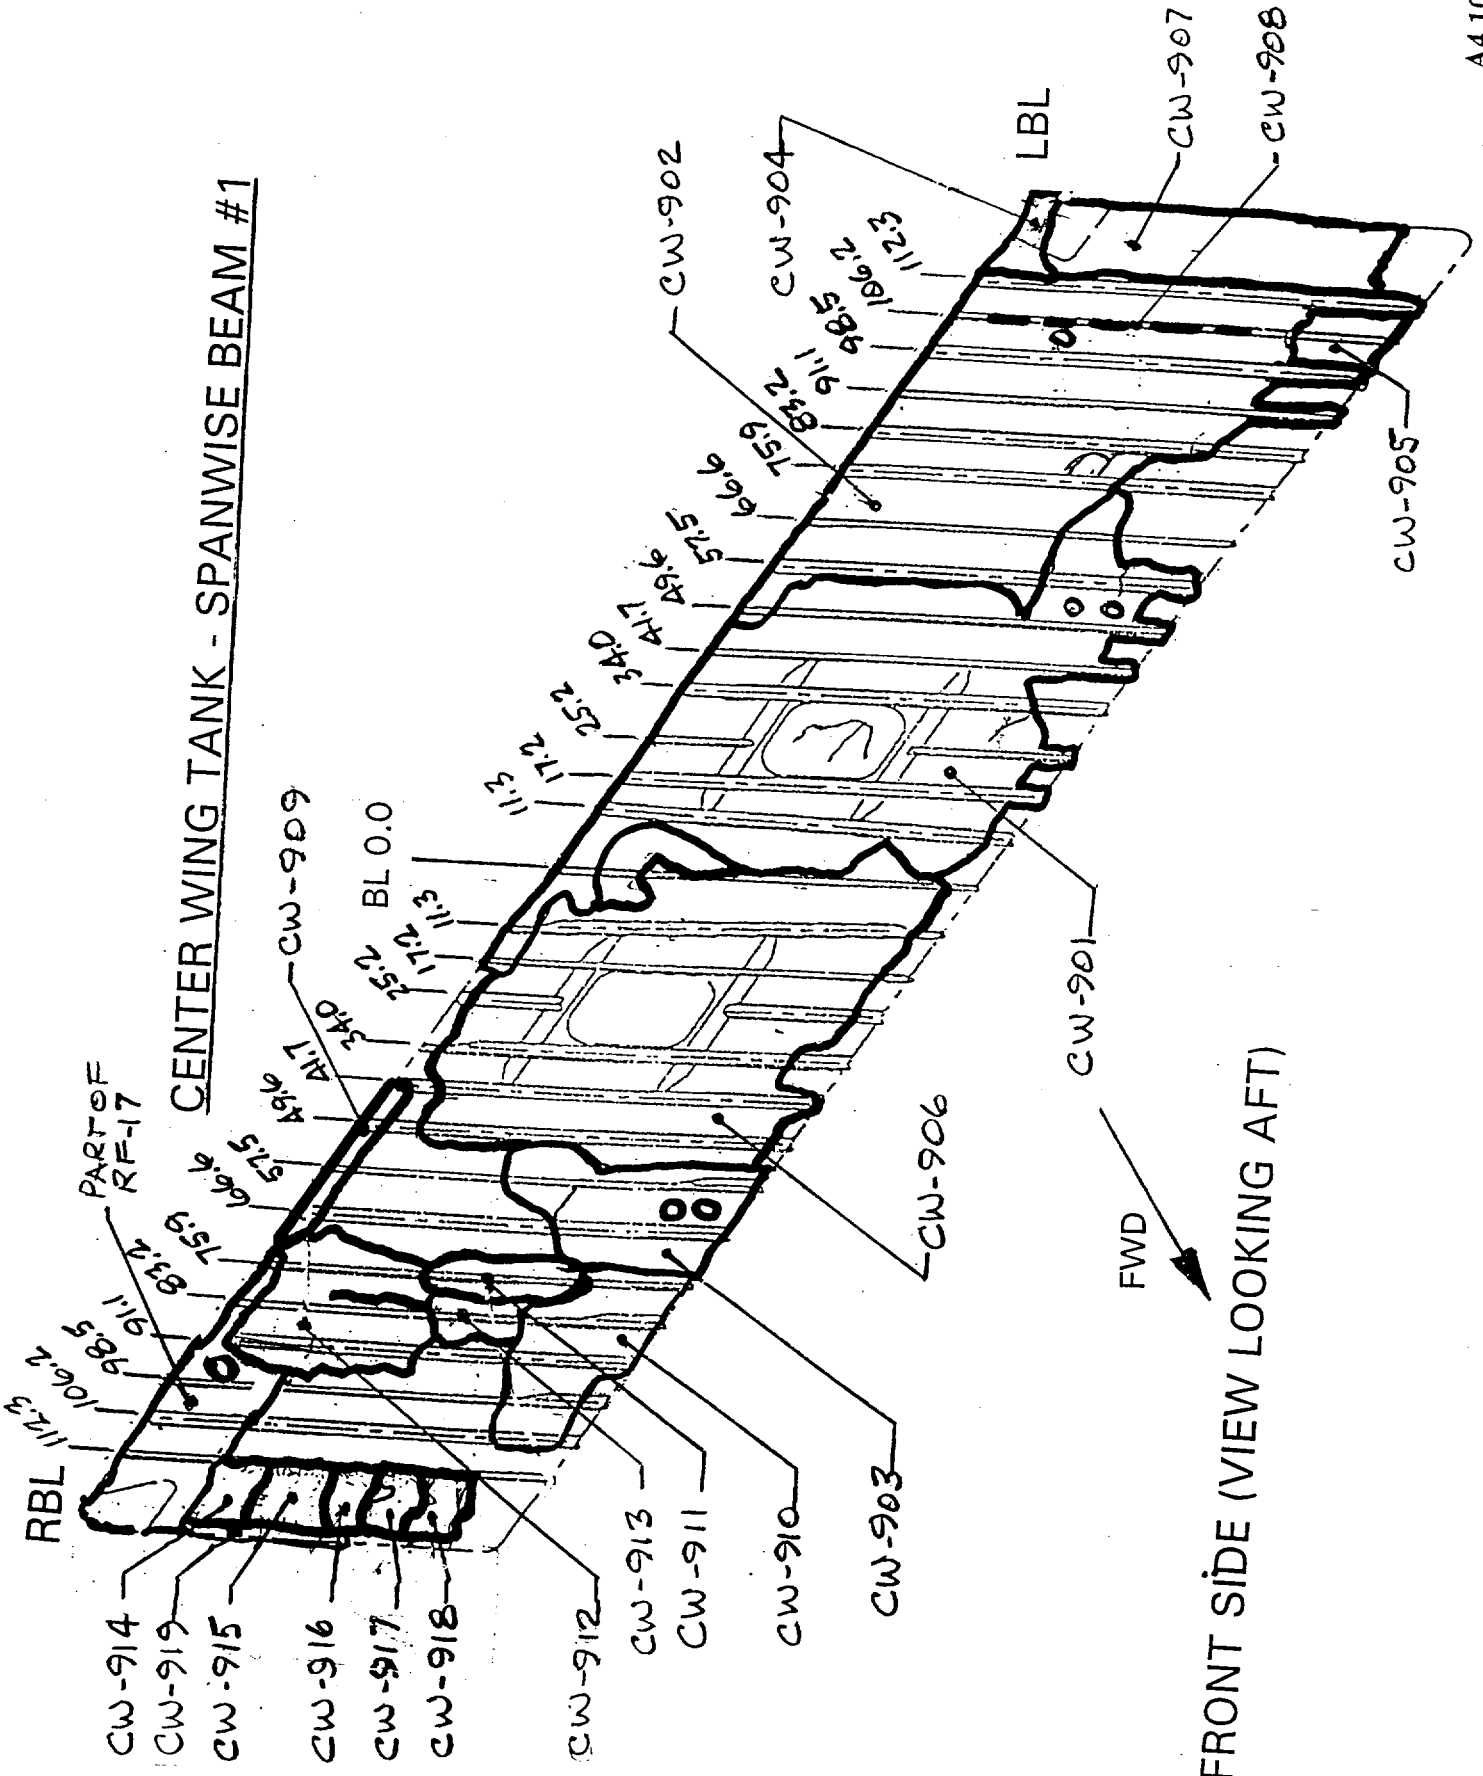 CENTER WING TANK - SPANWISE BEAM #1
PART OF
RF-17
CW-909
BL 0.0
CW-902
CW-904
LBL
CW-907
CW-908
RBL
112.3
106.2
98.5
91.1
83.2
75.9
66.6
57.5
49.6
41.7
34.0
25.2
17.2
11.3
11.3
17.2
25.2
34.0
41.7
49.6
57.5
66.6
75.9
83.2
91.1
98.5
106.2
112.3
CW-914
CW-919
CW-915
CW-916
CW-917
CW-918
CW-912
CW-913
CW-911
CW-910
CW-903
CW-906
CW-901
CW-905
FWD
FRONT SIDE (VIEW LOOKING AFT)